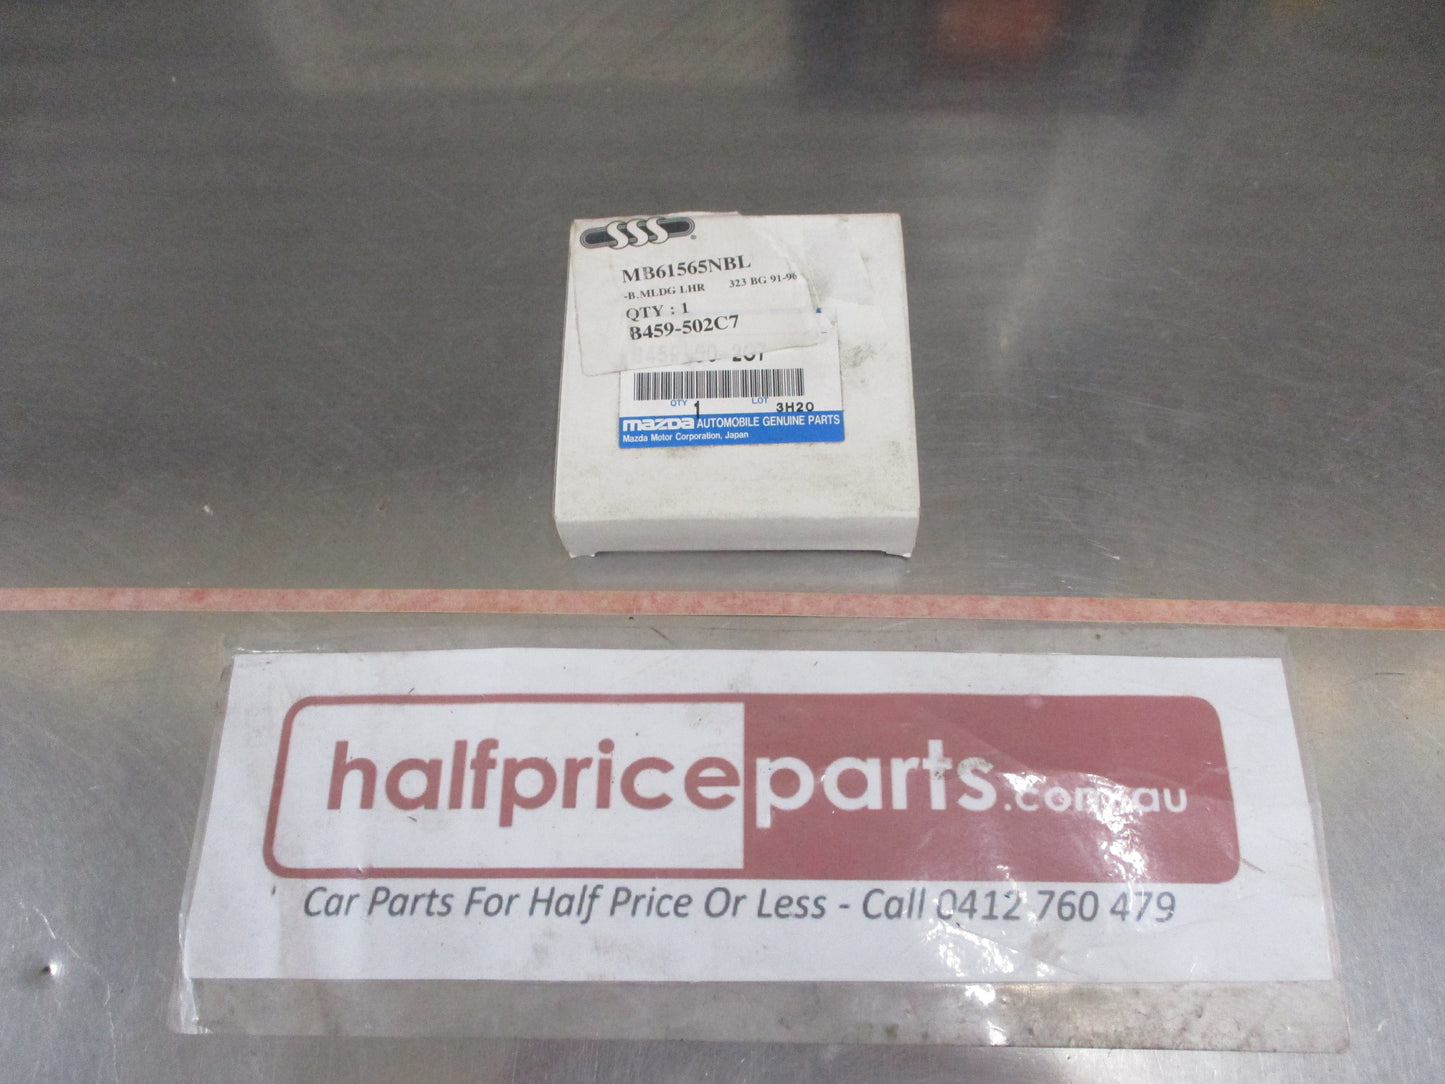 SSS
MB61565NBL
-B.MLDG LHR 323 BG 91-96
QTY : 1
B459-502C7
2C7
QTY 1 LOT 3H20
mazda AUTOMOBILE GENUINE PARTS
Mazda Motor Corporation, Japan
halfpriceparts.com.au
Car Parts For Half Price Or Less - Call 0412 760 479